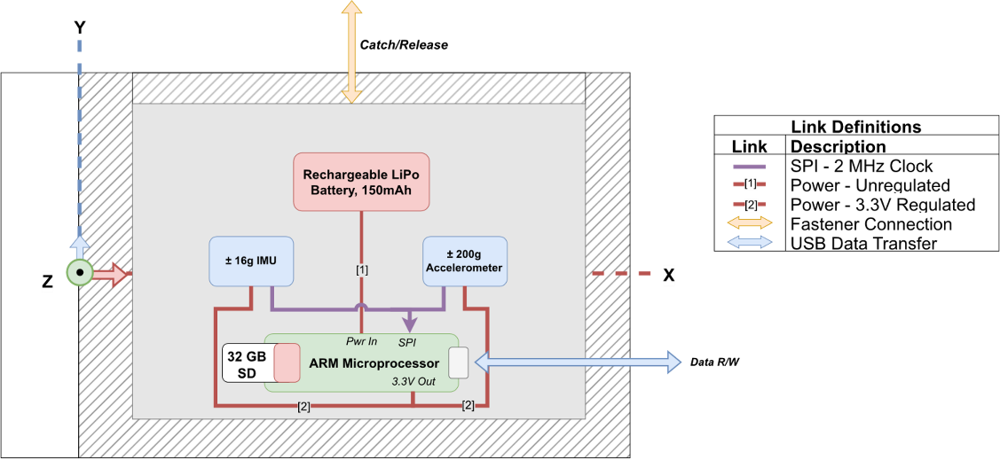 Y
Catch/Release
Link Definitions
Link Description
SPI - 2 MHz Clock
[1] Power - Unregulated
[2] Power - 3.3V Regulated
Fastener Connection
USB Data Transfer
Rechargeable LiPo
Battery, 150mAh
± 16g IMU
± 200g
Accelerometer
[1]
Z
X
Pwr In
SPI
32 GB
SD
ARM Microprocessor
3.3V Out
Data R/W
[2]
[2]